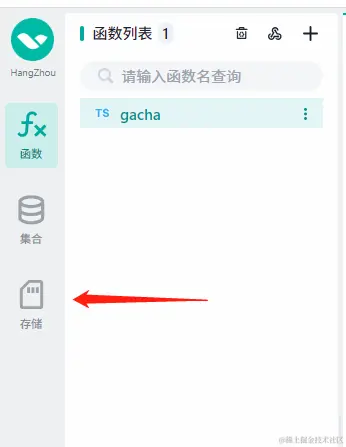 HangZhou
函数
集合
存储
函数列表 1
请输入函数名查询
TS gacha
@稀土掘金技术社区